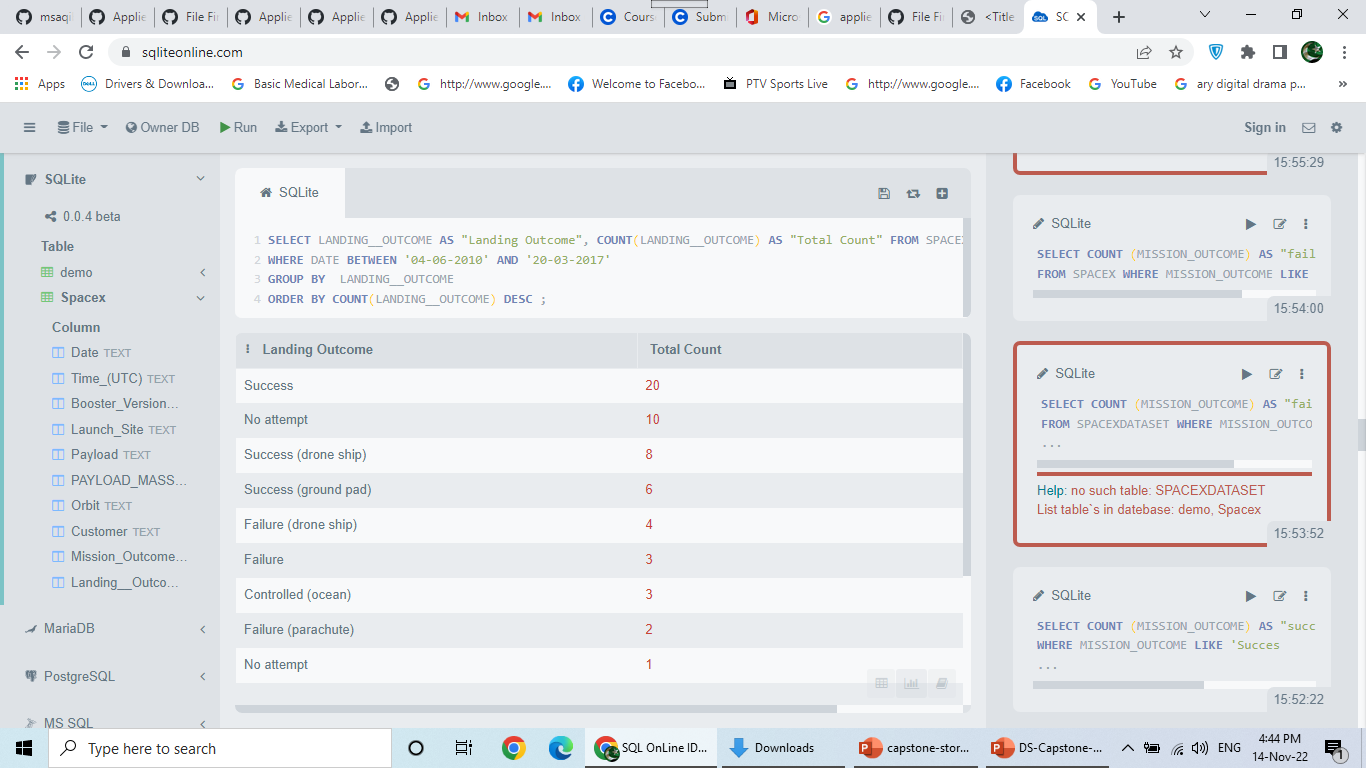 msaqi
Applie
File Fir
Applie
Applie
Applie
Inbox
Inbox
Cours
Subm
Micro
applie
File Fir
<Title
SC
sqliteonline.com
Apps
Drivers & Downloa...
Basic Medical Labor...
http://www.google....
Welcome to Facebo...
PTV Sports Live
http://www.google....
Facebook
YouTube
ary digital drama p...
»
File
Owner DB
Run
Export
Import
Sign in
SQLite
0.0.4 beta
Table
demo
Spacex
Column
Date TEXT
Time_(UTC) TEXT
Booster_Version...
Launch_Site TEXT
Payload TEXT
PAYLOAD_MASS...
Orbit TEXT
Customer TEXT
Mission_Outcome...
Landing__Outco...
MariaDB
PostgreSQL
MS SQL
SQLite
1 SELECT LANDING__OUTCOME AS "Landing Outcome", COUNT(LANDING__OUTCOME) AS "Total Count" FROM SPACEX
2 WHERE DATE BETWEEN '04-06-2010' AND '20-03-2017'
3 GROUP BY LANDING__OUTCOME
4 ORDER BY COUNT(LANDING__OUTCOME) DESC ;
Landing Outcome Total Count
Success 20
No attempt 10
Success (drone ship) 8
Success (ground pad) 6
Failure (drone ship) 4
Failure 3
Controlled (ocean) 3
Failure (parachute) 2
No attempt 1
15:55:29
SQLite
SELECT COUNT (MISSION_OUTCOME) AS "fail
FROM SPACEX WHERE MISSION_OUTCOME LIKE
15:54:00
SQLite
SELECT COUNT (MISSION_OUTCOME) AS "fai
FROM SPACEXDATASET WHERE MISSION_OUTCO
...
Help: no such table: SPACEXDATASET
List table`s in datebase: demo, Spacex
15:53:52
SQLite
SELECT COUNT (MISSION_OUTCOME) AS "succ
WHERE MISSION_OUTCOME LIKE 'Succes
...
15:52:22
Type here to search
SQL OnLine ID...
Downloads
capstone-stor...
DS-Capstone-...
ENG
4:44 PM
14-Nov-22
1